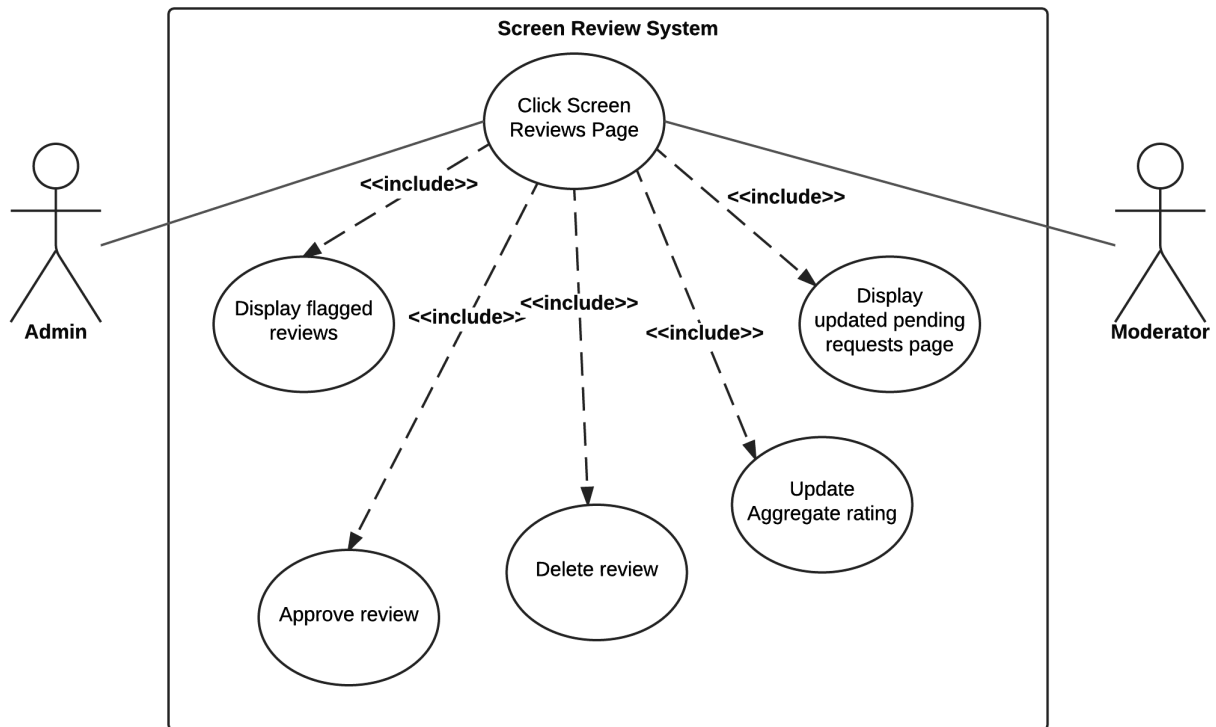 Screen Review System
Click Screen
Reviews Page
<<include>>
<<include>>
Display flagged
reviews
<<include>>
<<include>>
<<include>>
Display
updated pending
requests page
Admin
Moderator
Update
Aggregate rating
Delete review
Approve review